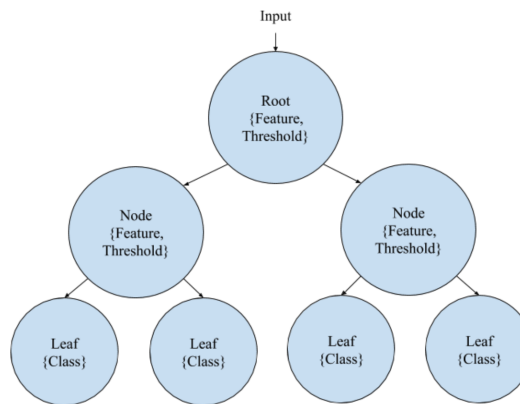 Input
Root
{Feature,
Threshold}
Node
{Feature,
Threshold}
Node
{Feature,
Threshold}
Leaf
{Class}
Leaf
{Class}
Leaf
{Class}
Leaf
{Class}